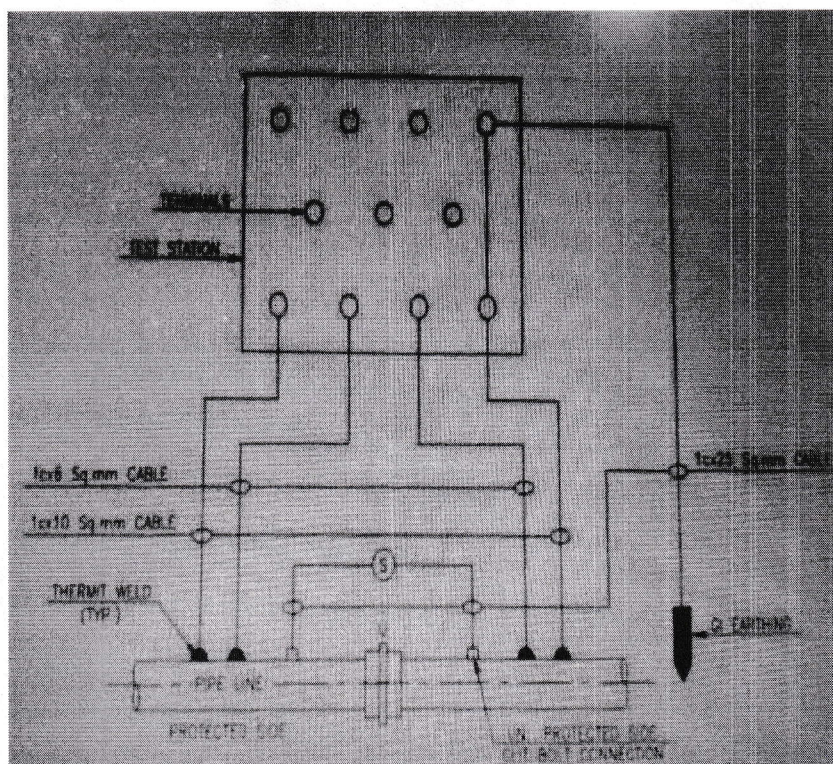 TERMINALS
TEST STATION
1cx6 Sq.mm CABLE
1cx25 Sq.mm CABLE
1cx10 Sq.mm CABLE
S
THERMIT WELD
(TYP.)
GI EARTHING
PIPE LINE
PROTECTED SIDE
UN PROTECTED SIDE
BOLT CONNECTION